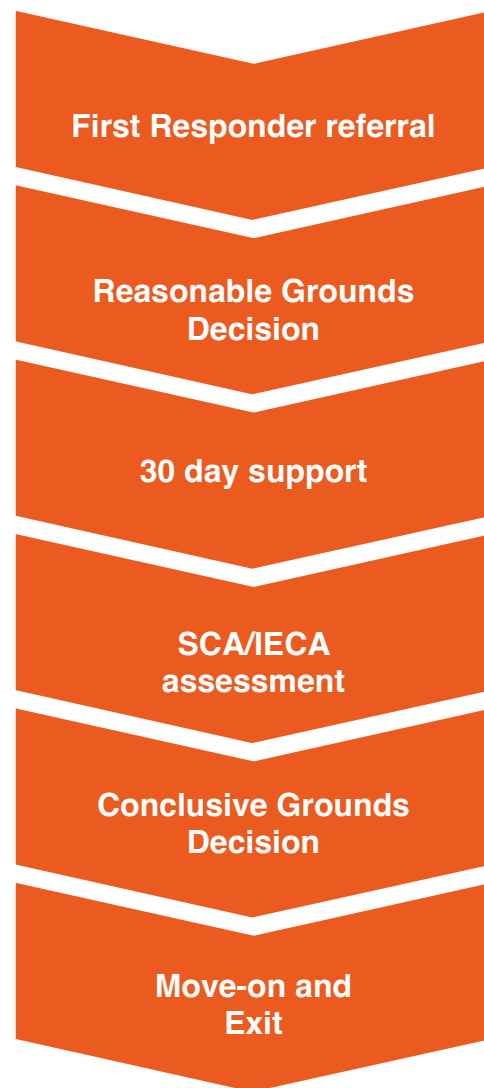 First Responder referral
Reasonable Grounds
Decision
30 day support
SCA/IECA
assessment
Conclusive Grounds
Decision
Move-on and
Exit